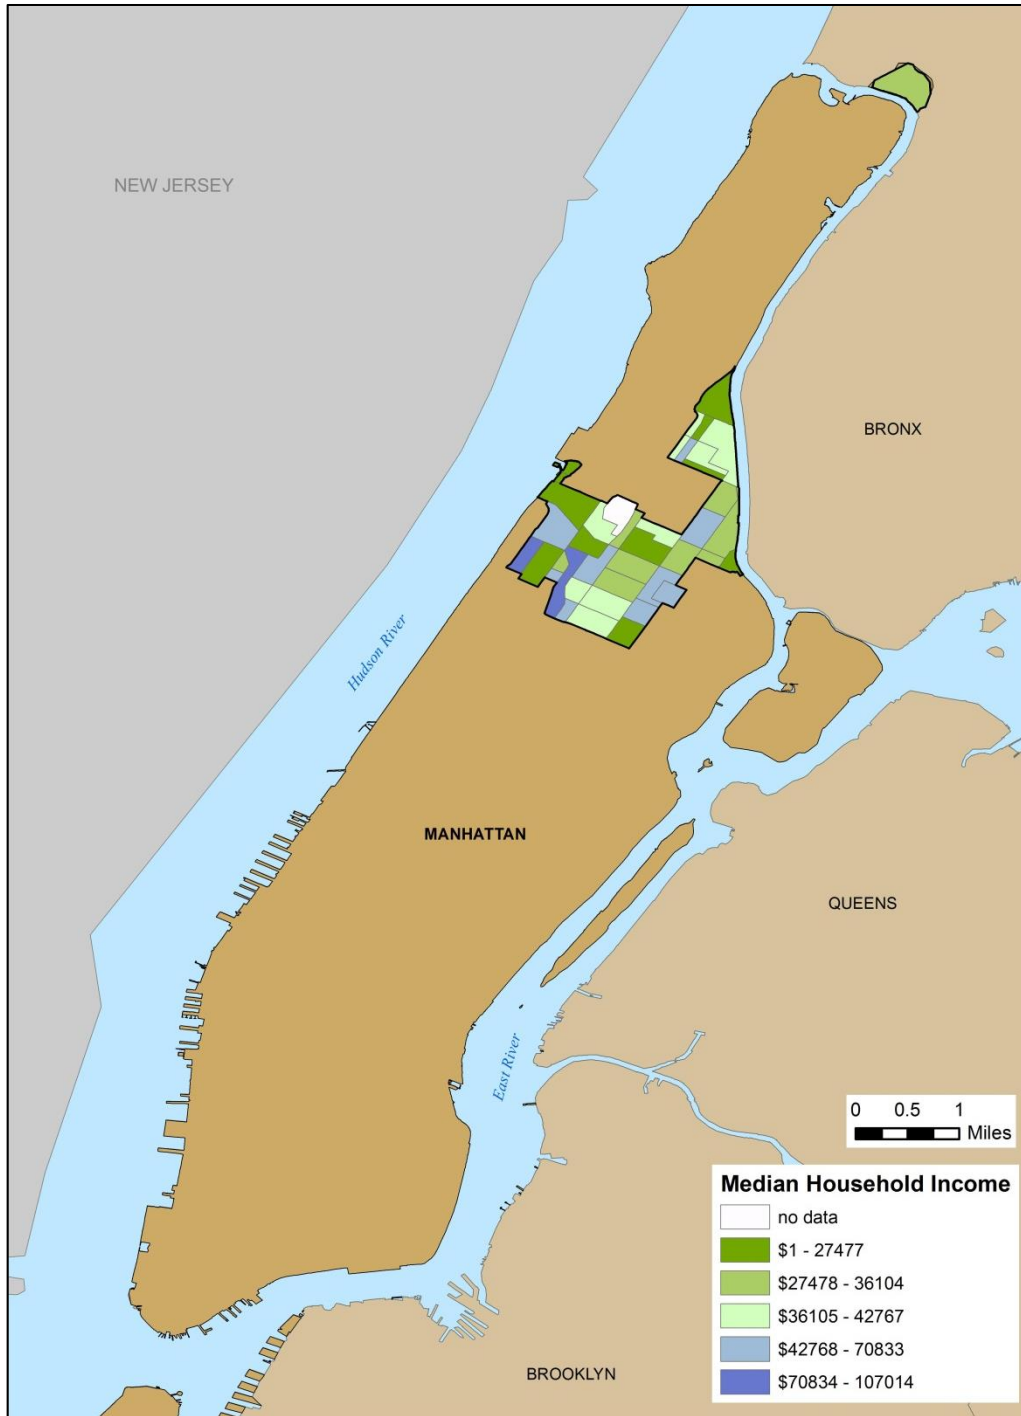 NEW JERSEY
BRONX
Hudson River
MANHATTAN
QUEENS
East River
0 0.5 1
Miles
Median Household Income
no data
$1 - 27477
$27478 - 36104
$36105 - 42767
$42768 - 70833
$70834 - 107014
BROOKLYN